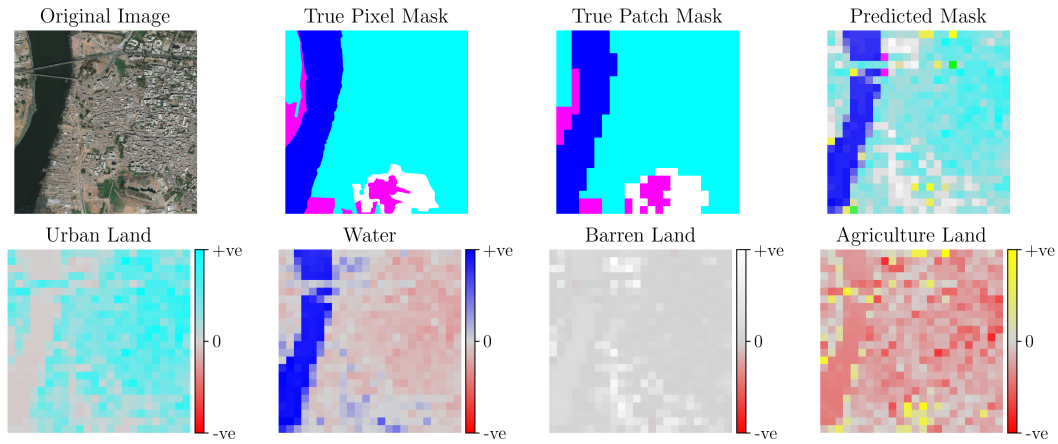 Original Image
True Pixel Mask
True Patch Mask
Predicted Mask
Urban Land
+ve
0
-ve
Water
+ve
0
-ve
Barren Land
+ve
0
-ve
Agriculture Land
+ve
0
-ve